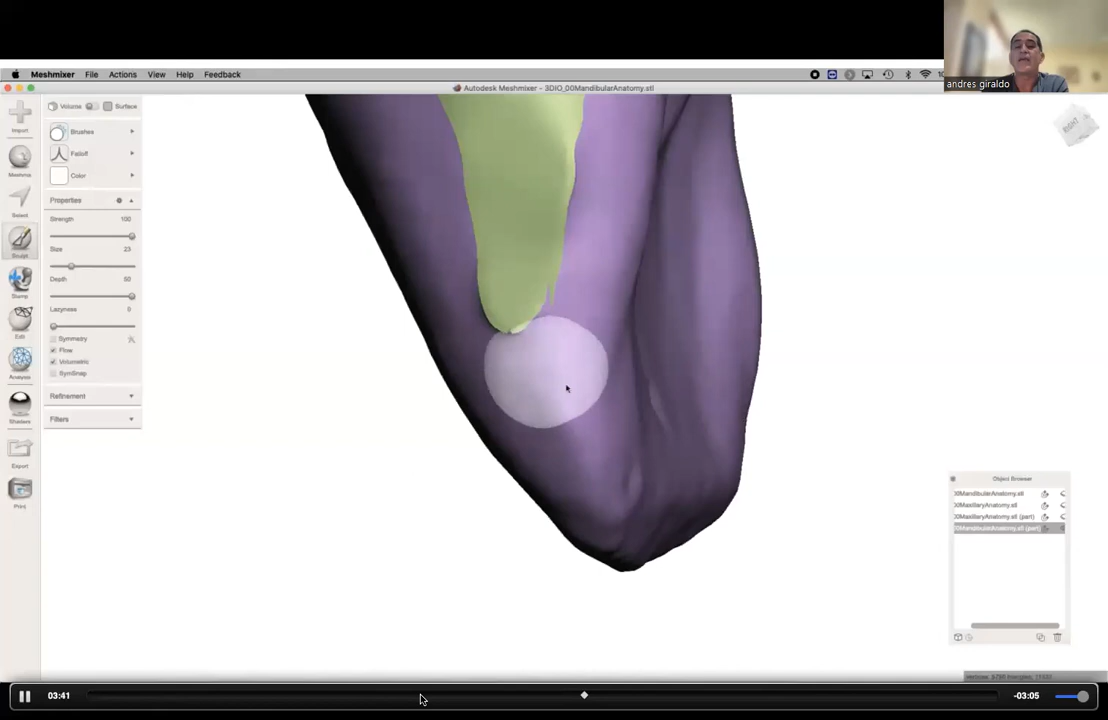 andres giraldo
Meshmixer File Actions View Help Feedback
Autodesk Meshmixer - 3DIO_00MandibularAnatomy.stl
Import
Meshmix
Select
Sculpt
Stamp
Edit
Analysis
Shaders
Export
Print
Volume Surface
Brushes
Falloff
Color
Properties
Strength 100
Size 23
Depth 50
Lazyness 0
Symmetry
Flow
Volumetric
SymSnap
Refinement
Filters
RIGHT
Object Browser
00MandibularAnatomy.stl
00MaxillaryAnatomy.stl
00MaxillaryAnatomy.stl (part)
00MandibularAnatomy.stl (part)
03:41
-03:05